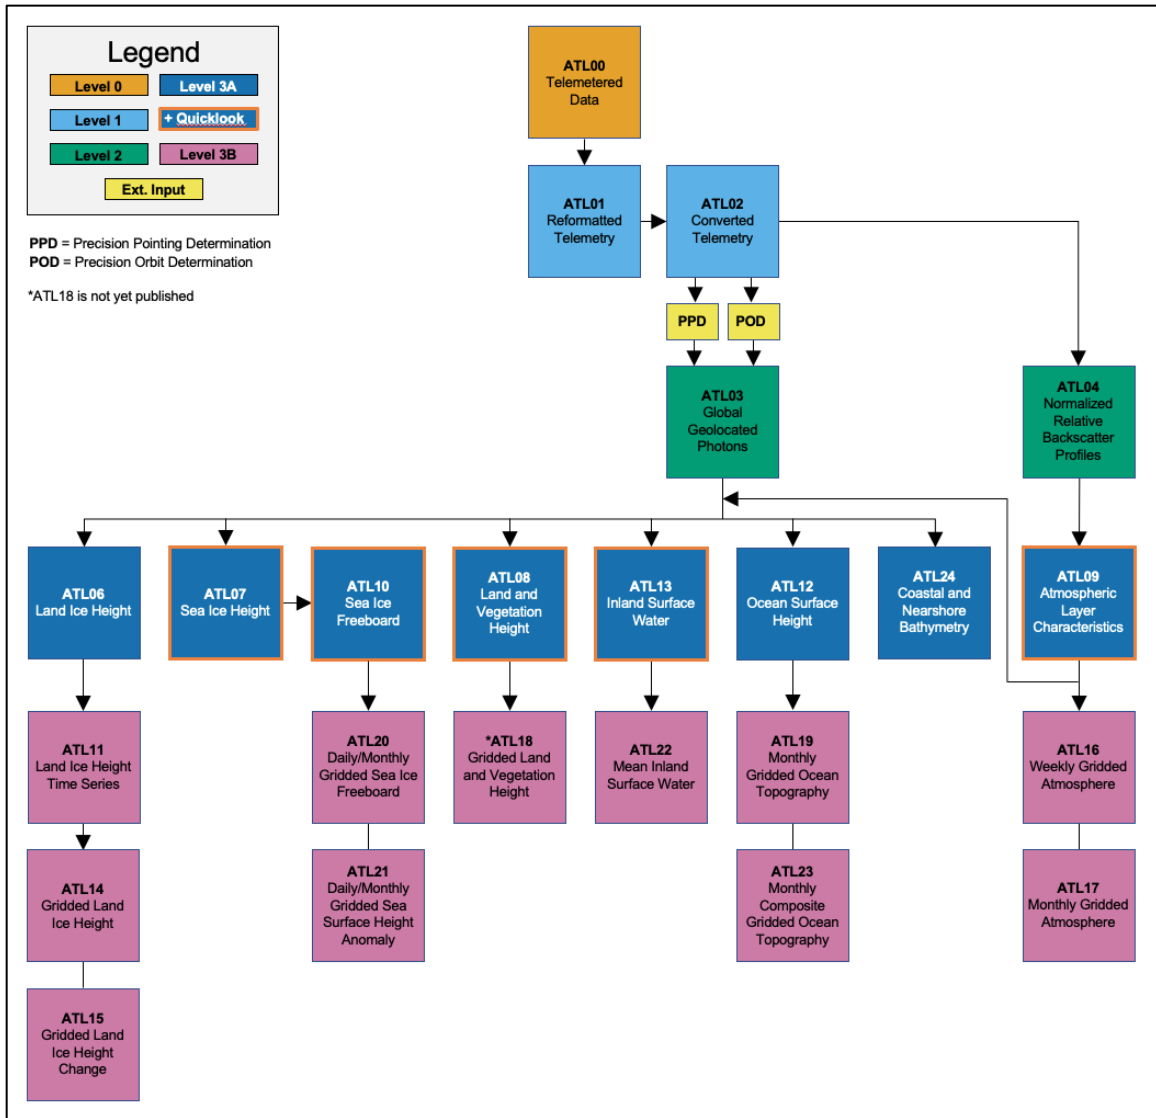 Legend
Level 0
Level 3A
Level 1
+ Quicklook
Level 2
Level 3B
Ext. Input
PPD = Precision Pointing Determination
POD = Precision Orbit Determination
*ATL18 is not yet published
ATL00
Telemetered
Data
ATL01
Reformatted
Telemetry
ATL02
Converted
Telemetry
PPD
POD
ATL03
Global
Geolocated
Photons
ATL04
Normalized
Relative
Backscatter
Profiles
ATL06
Land Ice Height
ATL07
Sea Ice Height
ATL10
Sea Ice
Freeboard
ATL08
Land and
Vegetation
Height
ATL13
Inland Surface
Water
ATL12
Ocean Surface
Height
ATL24
Coastal and
Nearshore
Bathymetry
ATL09
Atmospheric
Layer
Characteristics
ATL11
Land Ice Height
Time Series
ATL20
Daily/Monthly
Gridded Sea Ice
Freeboard
*ATL18
Gridded Land
and Vegetation
Height
ATL22
Mean Inland
Surface Water
ATL19
Monthly
Gridded Ocean
Topography
ATL16
Weekly Gridded
Atmosphere
ATL14
Gridded Land
Ice Height
ATL21
Daily/Monthly
Gridded Sea
Surface Height
Anomaly
ATL23
Monthly
Composite
Gridded Ocean
Topography
ATL17
Monthly Gridded
Atmosphere
ATL15
Gridded Land
Ice Height
Change